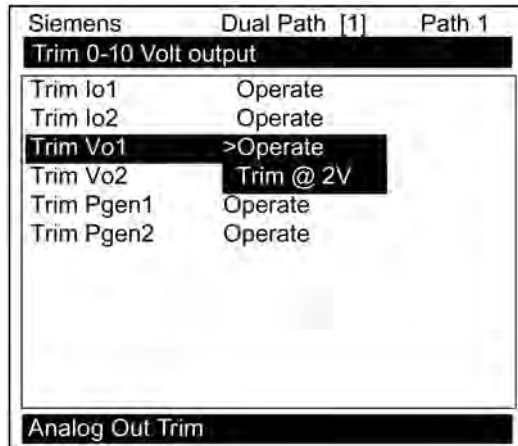 Siemens Dual Path [1] Path 1
Trim 0-10 Volt output
Trim Io1 Operate
Trim Io2 Operate
Trim Vo1 >Operate
Trim Vo2 Trim @ 2V
Trim Pgen1 Operate
Trim Pgen2 Operate
Analog Out Trim